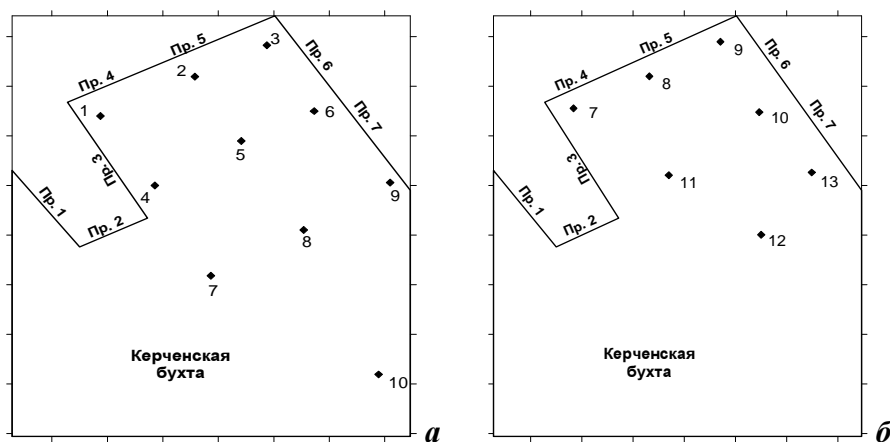 Пр. 1
Пр. 2
Пр. 3
Пр. 4
Пр. 5
Пр. 6
Пр. 7
1
2
3
4
5
6
7
8
9
10
Керченская
бухта
а
Пр. 1
Пр. 2
Пр. 3
Пр. 4
Пр. 5
Пр. 6
Пр. 7
7
8
9
10
11
12
13
Керченская
бухта
б